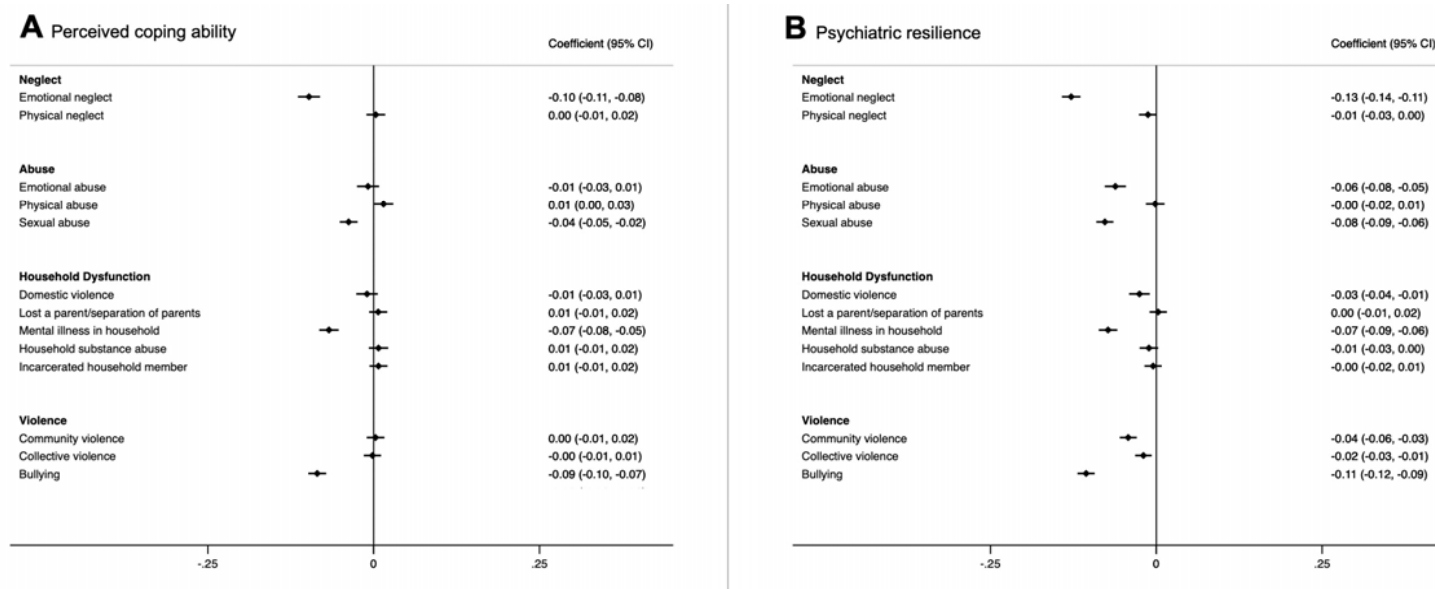 A Perceived coping ability
Coefficient (95% CI)
Neglect
Emotional neglect -0.10 (-0.11, -0.08)
Physical neglect 0.00 (-0.01, 0.02)
Abuse
Emotional abuse -0.01 (-0.03, 0.01)
Physical abuse 0.01 (0.00, 0.03)
Sexual abuse -0.04 (-0.05, -0.02)
Household Dysfunction
Domestic violence -0.01 (-0.03, 0.01)
Lost a parent/separation of parents 0.01 (-0.01, 0.02)
Mental illness in household -0.07 (-0.08, -0.05)
Household substance abuse 0.01 (-0.01, 0.02)
Incarcerated household member 0.01 (-0.01, 0.02)
Violence
Community violence 0.00 (-0.01, 0.02)
Collective violence -0.00 (-0.01, 0.01)
Bullying -0.09 (-0.10, -0.07)
-.25 0 .25
B Psychiatric resilience
Coefficient (95% CI)
Neglect
Emotional neglect -0.13 (-0.14, -0.11)
Physical neglect -0.01 (-0.03, 0.00)
Abuse
Emotional abuse -0.06 (-0.08, -0.05)
Physical abuse -0.00 (-0.02, 0.01)
Sexual abuse -0.08 (-0.09, -0.06)
Household Dysfunction
Domestic violence -0.03 (-0.04, -0.01)
Lost a parent/separation of parents 0.00 (-0.01, 0.02)
Mental illness in household -0.07 (-0.09, -0.06)
Household substance abuse -0.01 (-0.03, 0.00)
Incarcerated household member -0.00 (-0.02, 0.01)
Violence
Community violence -0.04 (-0.06, -0.03)
Collective violence -0.02 (-0.03, -0.01)
Bullying -0.11 (-0.12, -0.09)
-.25 0 .25